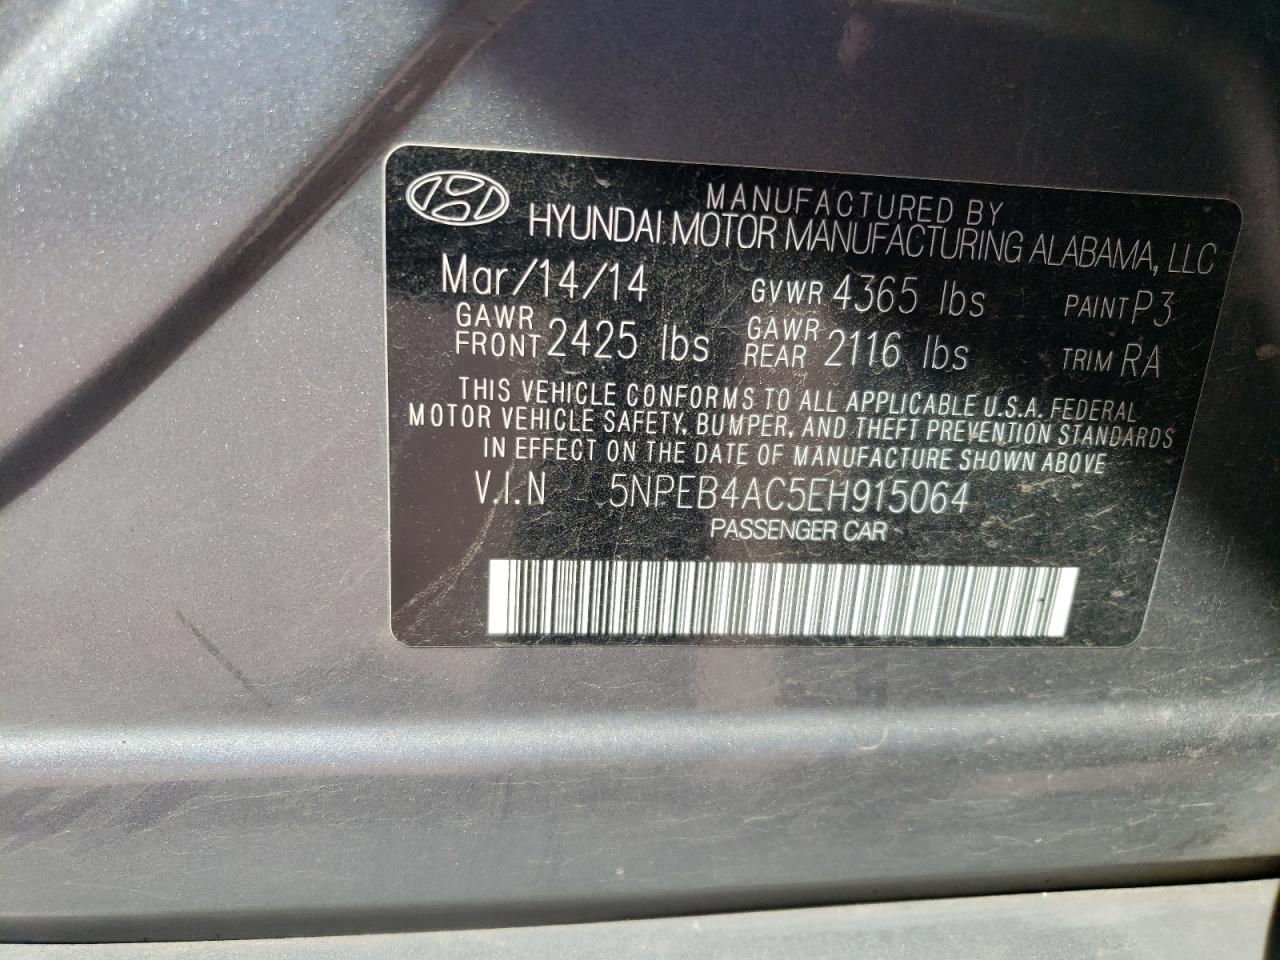 MANUFACTURED BY
HYUNDAI MOTOR MANUFACTURING ALABAMA, LLC
Mar/14/14 GVWR 4365 lbs PAINT P3
GAWR FRONT 2425 lbs GAWR REAR 2116 lbs TRIM RA
THIS VEHICLE CONFORMS TO ALL APPLICABLE U.S.A. FEDERAL
MOTOR VEHICLE SAFETY, BUMPER, AND THEFT PREVENTION STANDARDS
IN EFFECT ON THE DATE OF MANUFACTURE SHOWN ABOVE
V.I.N 5NPEB4AC5EH915064
PASSENGER CAR